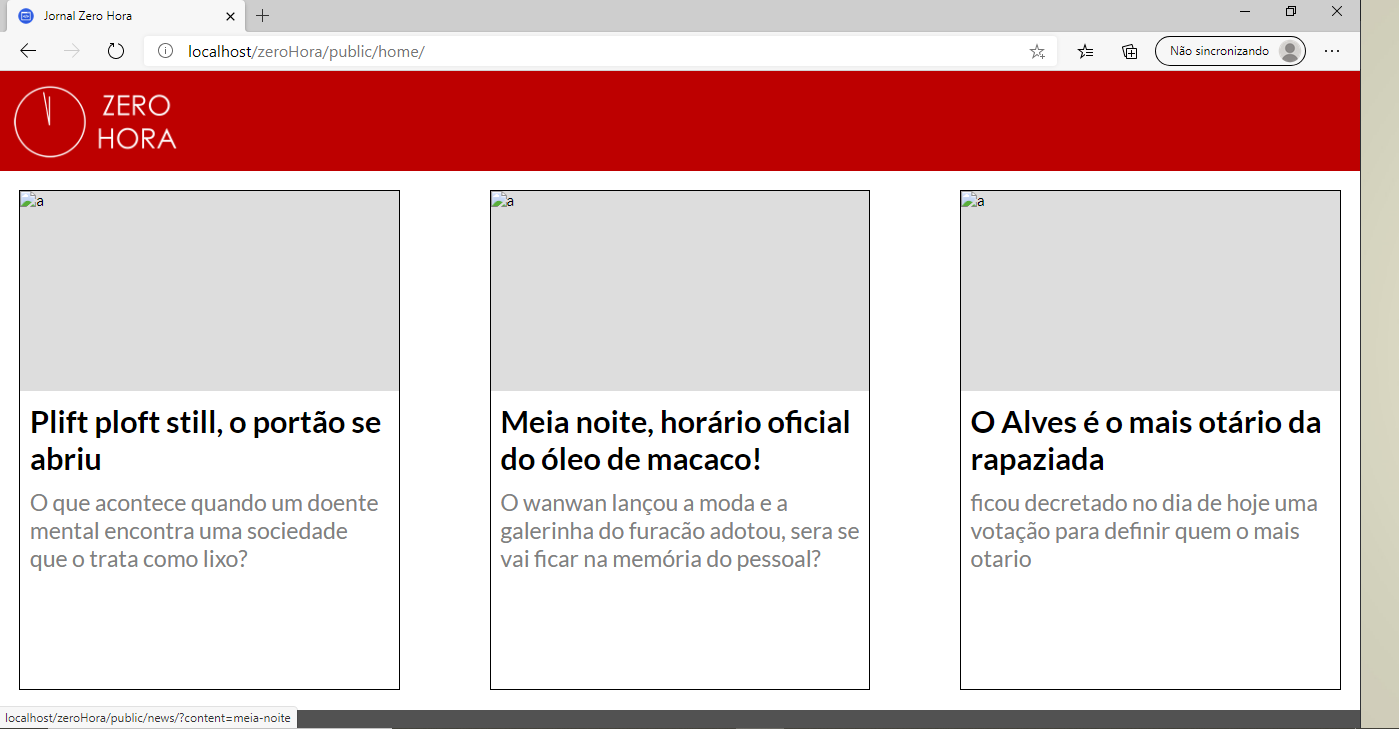 Jornal Zero Hora
localhost/zeroHora/public/home/
Não sincronizando
ZERO
HORA
a
a
a
Plift ploft still, o portão se
abriu
O que acontece quando um doente
mental encontra uma sociedade
que o trata como lixo?
Meia noite, horário oficial
do óleo de macaco!
O wanwan lançou a moda e a
galerinha do furacão adotou, sera se
vai ficar na memória do pessoal?
O Alves é o mais otário da
rapaziada
ficou decretado no dia de hoje uma
votação para definir quem o mais
otario
localhost/zeroHora/public/news/?content=meia-noite